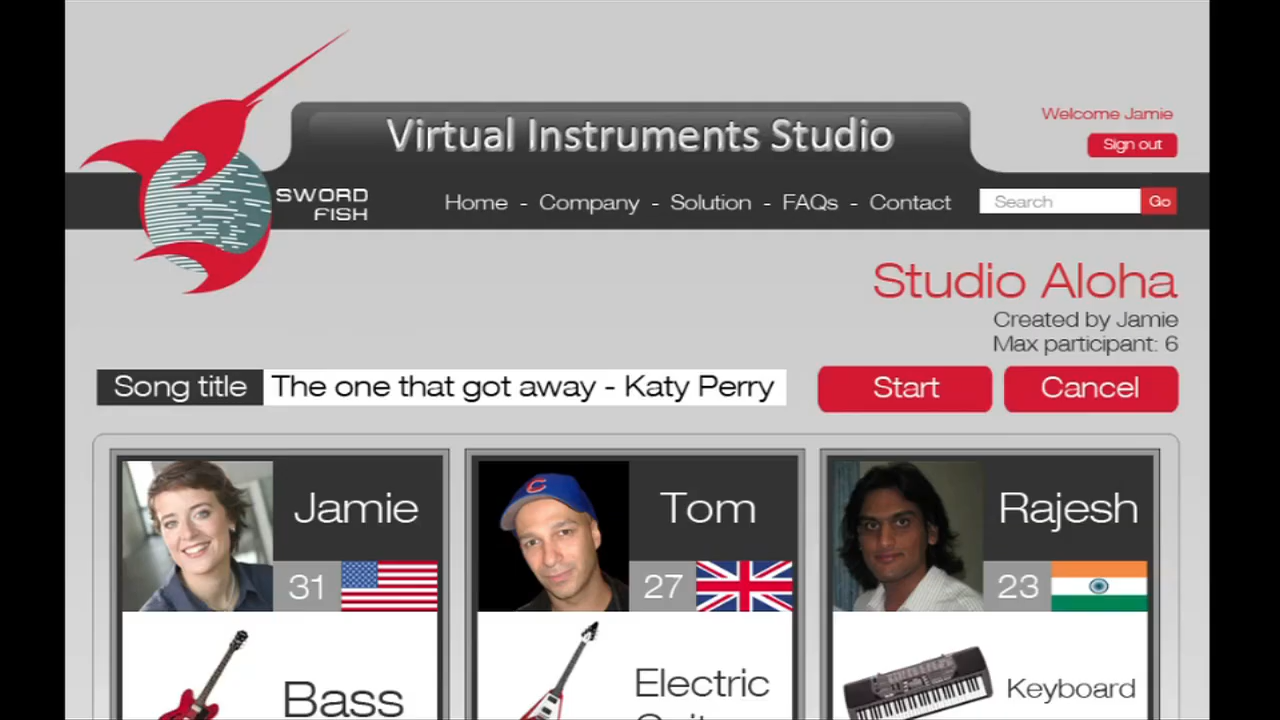 Virtual Instruments Studio
Welcome Jamie
Sign out
SWORD
FISH
Home - Company - Solution - FAQs - Contact
Search
Go
Studio Aloha
Created by Jamie
Max participant: 6
Song title
The one that got away - Katy Perry
Start
Cancel
Jamie
31
Tom
27
Rajesh
23
C
Bass
Electric
Guitar
Keyboard